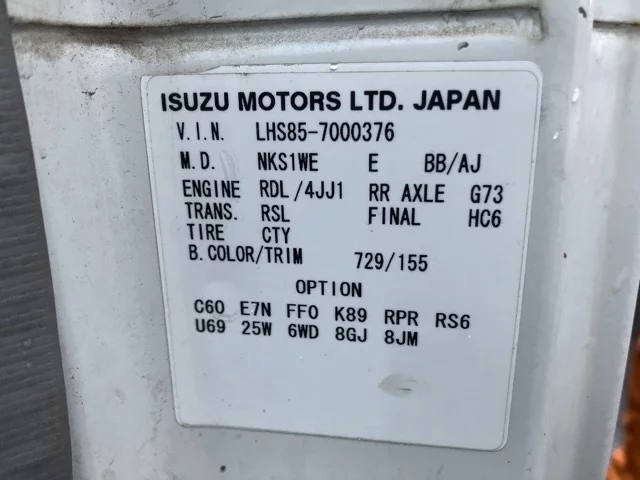 ISUZU MOTORS LTD. JAPAN
V.I.N. LHS85-7000376
M.D. NKS1WE E BB/AJ
ENGINE RDL/4JJ1 RR AXLE G73
TRANS. RSL FINAL HC6
TIRE CTY
B.COLOR/TRIM 729/155
OPTION
C60 E7N FF0 K89 RPR RS6
U69 25W 6WD 8GJ 8JM